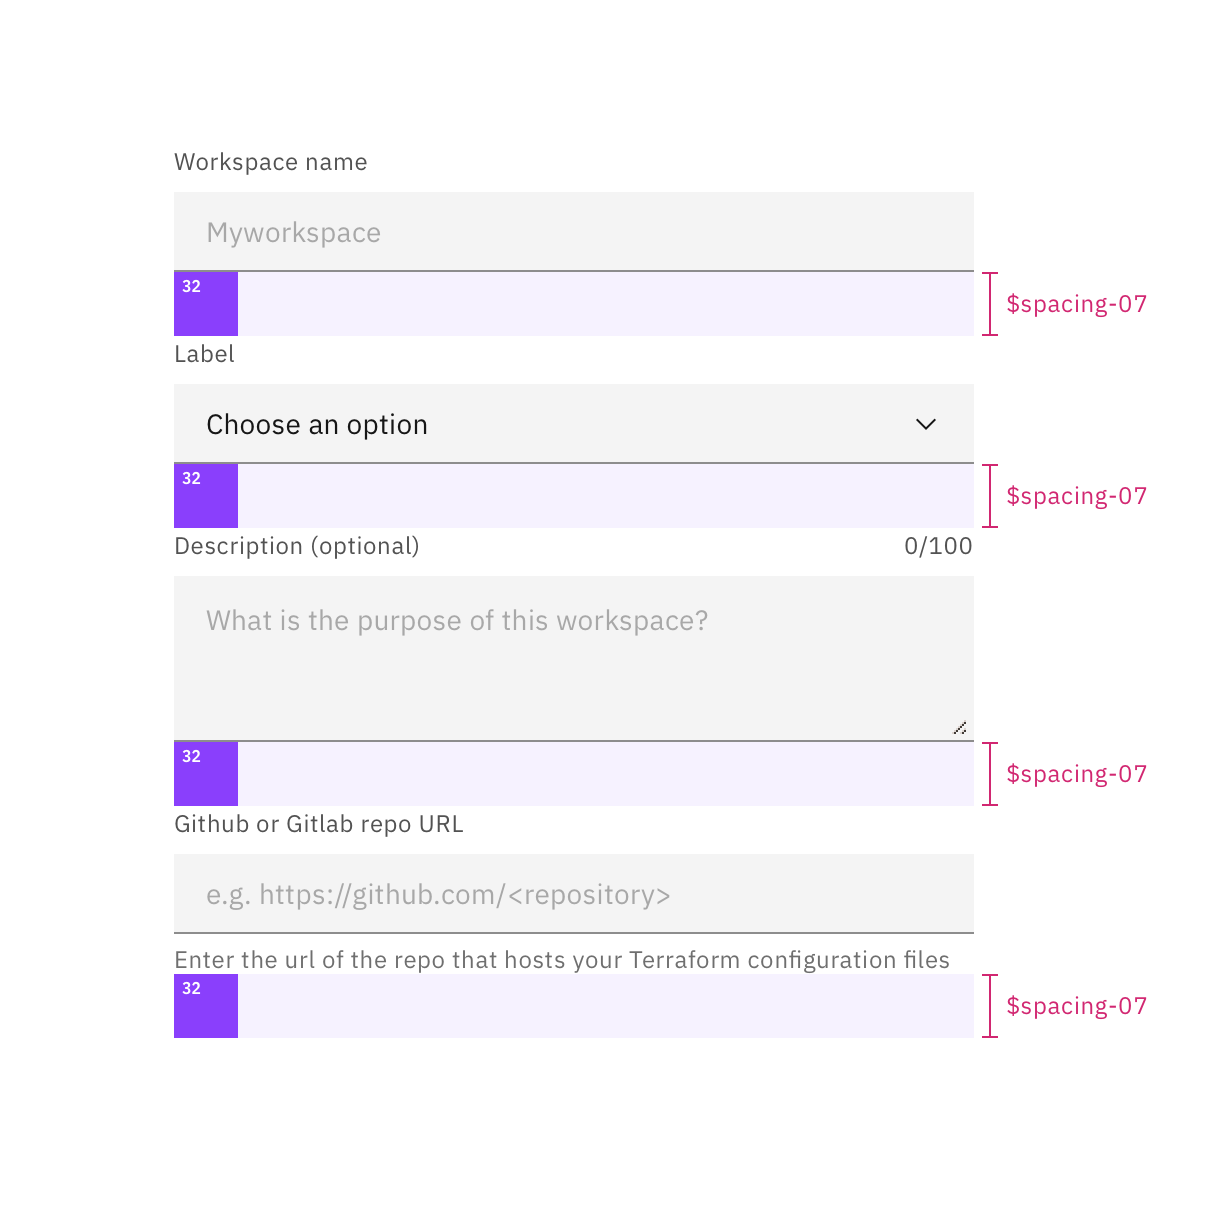 Workspace name
Myworkspace
32
$spacing-07
Label
Choose an option
32
$spacing-07
Description (optional) 0/100
What is the purpose of this workspace?
32
$spacing-07
Github or Gitlab repo URL
e.g. https://github.com/<repository>
Enter the url of the repo that hosts your Terraform configuration files
32
$spacing-07